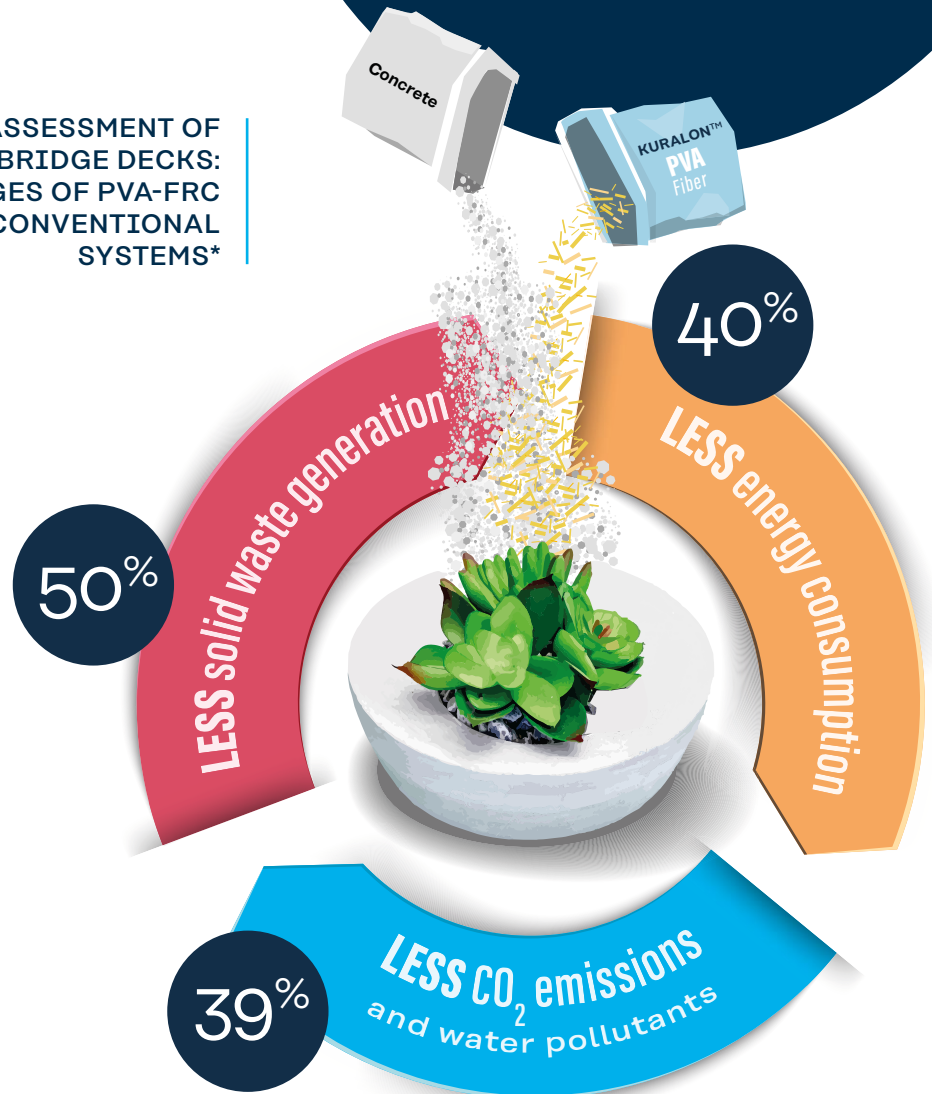 Concrete
KURALON™
PVA
Fiber
ASSESSMENT OF
BRIDGE DECKS:
GES OF PVA-FRC
CONVENTIONAL
SYSTEMS*
40%
LESS energy consumption
50%
LESS solid waste generation
39%
LESS CO₂ emissions
and water pollutants